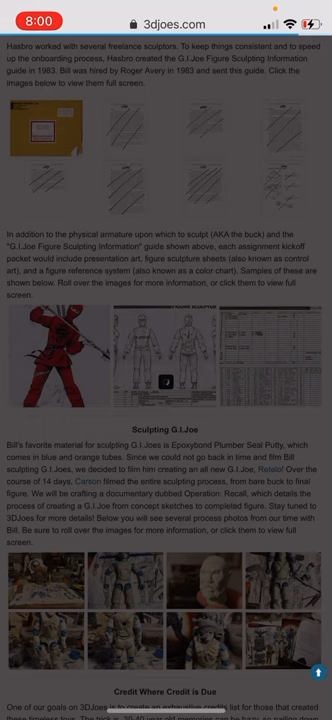 8:00
3djoes.com
Hasbro worked with several freelance sculptors. To keep things consistent and to speed
up the onboarding process, Hasbro created the G.I.Joe Figure Sculpting Information
guide in 1983. Bill was hired by Roger Avery in 1983 and sent this guide. Click the
images below to view them full screen.
In addition to the physical armature upon which to sculpt (AKA the buck) and the
"G.I.Joe Figure Sculpting Information" guide shown above, each assignment kickoff
packet would include presentation art, figure sculpture sheets (also known as control
art), and a figure reference system (also known as a color chart). Samples of these are
shown below. Roll over the images for more information, or click them to view full
screen.
Sculpting G.I.Joe
Bill's favorite material for sculpting G.I.Joes is Epoxybond Plumber Seal Putty, which
comes in blue and orange tubes. Since we could not go back in time and film Bill
sculpting G.I.Joes, we decided to film him creating an all new G.I.Joe, Retelo! Over the
course of 14 days, Carson filmed the entire sculpting process, from bare buck to final
figure. We will be crafting a documentary dubbed Operation: Recall, which details the
process of creating a G.I.Joe from concept sketches to completed figure. Stay tuned to
3DJoes for more details! Below you will see several process photos from our time with
Bill. Be sure to roll over the images for more information, or click them to view full
screen.
Credit Where Credit is Due
One of our goals on 3DJoes is to create an exhaustive credits list for those that created